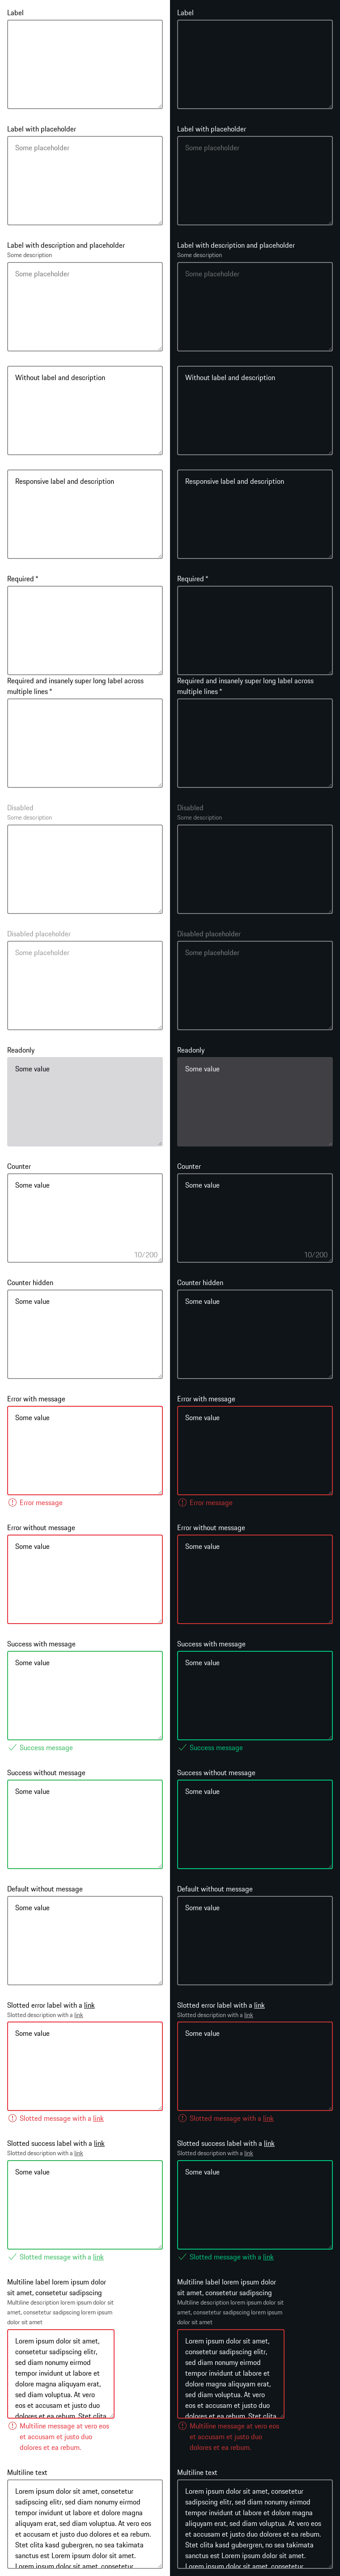 Label
Label with placeholder
Some placeholder
Label with description and placeholder
Some description
Some placeholder
Without label and description
Responsive label and description
Required *
Required and insanely super long label across
multiple lines *
Disabled
Some description
Disabled placeholder
Some placeholder
Readonly
Some value
Counter
Some value
10/200
Counter hidden
Some value
Error with message
Some value
Error message
Error without message
Some value
Success with message
Some value
Success message
Success without message
Some value
Default without message
Some value
Slotted error label with a link
Slotted description with a link
Some value
Slotted message with a link
Slotted success label with a link
Slotted description with a link
Some value
Slotted message with a link
Multiline label lorem ipsum dolor
sit amet, consetetur sadipscing
Multiline description lorem ipsum dolor sit
amet, consetetur sadipscing lorem ipsum
dolor sit amet
Lorem ipsum dolor sit amet,
consetetur sadipscing elitr,
sed diam nonumy eirmod
tempor invidunt ut labore et
dolore magna aliquyam erat,
sed diam voluptua. At vero
eos et accusam et justo duo
dolores et ea rebum. Stet clita
Multiline message at vero eos
et accusam et justo duo
dolores et ea rebum.
Multiline text
Lorem ipsum dolor sit amet, consetetur
sadipscing elitr, sed diam nonumy eirmod
tempor invidunt ut labore et dolore magna
aliquyam erat, sed diam voluptua. At vero eos
et accusam et justo duo dolores et ea rebum.
Stet clita kasd gubergren, no sea takimata
sanctus est Lorem ipsum dolor sit amet.
Lorem ipsum dolor sit amet, consetetur
Label
Label with placeholder
Some placeholder
Label with description and placeholder
Some description
Some placeholder
Without label and description
Responsive label and description
Required *
Required and insanely super long label across
multiple lines *
Disabled
Some description
Disabled placeholder
Some placeholder
Readonly
Some value
Counter
Some value
10/200
Counter hidden
Some value
Error with message
Some value
Error message
Error without message
Some value
Success with message
Some value
Success message
Success without message
Some value
Default without message
Some value
Slotted error label with a link
Slotted description with a link
Some value
Slotted message with a link
Slotted success label with a link
Slotted description with a link
Some value
Slotted message with a link
Multiline label lorem ipsum dolor
sit amet, consetetur sadipscing
Multiline description lorem ipsum dolor sit
amet, consetetur sadipscing lorem ipsum
dolor sit amet
Lorem ipsum dolor sit amet,
consetetur sadipscing elitr,
sed diam nonumy eirmod
tempor invidunt ut labore et
dolore magna aliquyam erat,
sed diam voluptua. At vero
eos et accusam et justo duo
dolores et ea rebum. Stet clita
Multiline message at vero eos
et accusam et justo duo
dolores et ea rebum.
Multiline text
Lorem ipsum dolor sit amet, consetetur
sadipscing elitr, sed diam nonumy eirmod
tempor invidunt ut labore et dolore magna
aliquyam erat, sed diam voluptua. At vero eos
et accusam et justo duo dolores et ea rebum.
Stet clita kasd gubergren, no sea takimata
sanctus est Lorem ipsum dolor sit amet.
Lorem ipsum dolor sit amet, consetetur